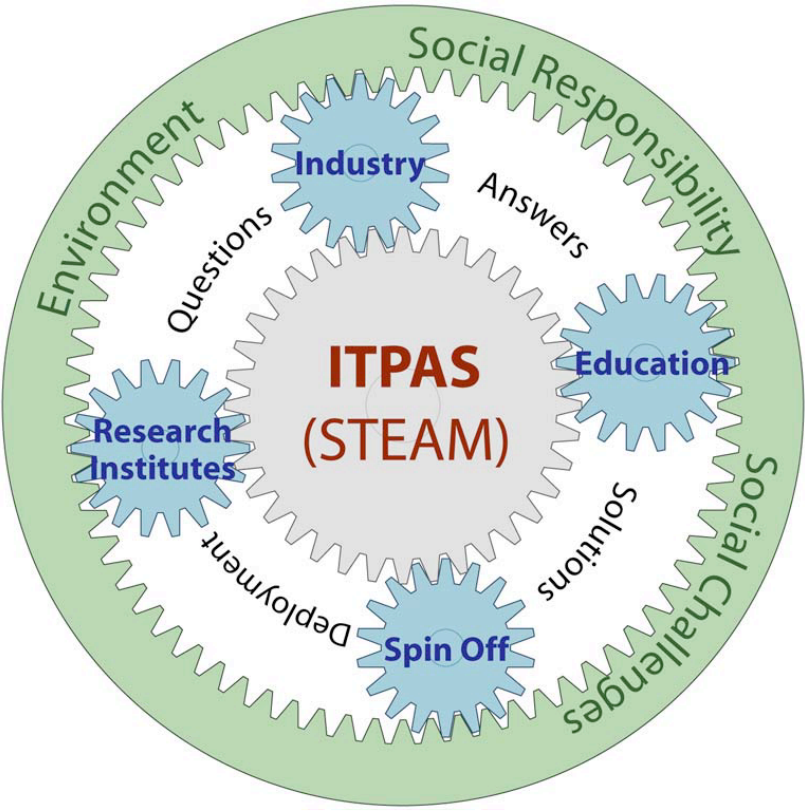 Social Responsibility
Environment
Industry
Answers
Questions
ITPAS
(STEAM)
Education
Research
Institutes
Solutions
Social Challenges
Deployment
Spin Off